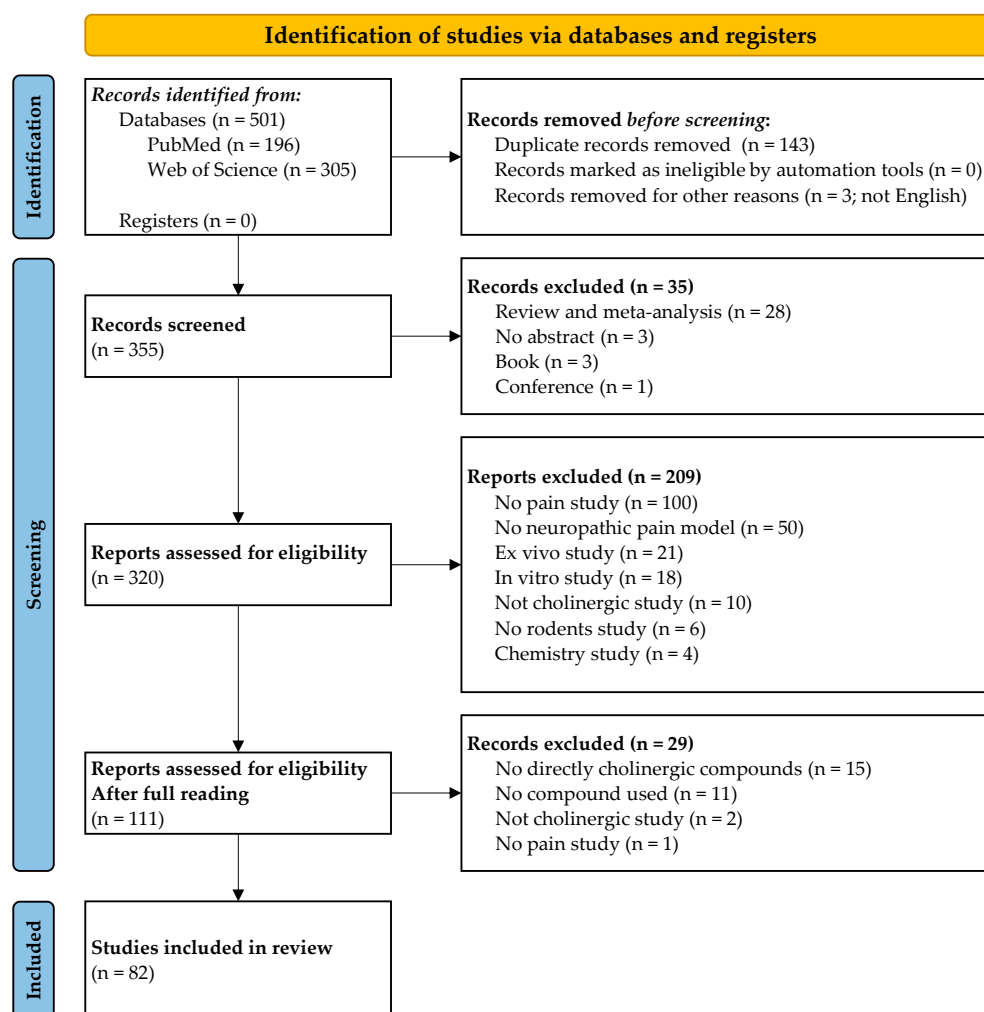 Identification of studies via databases and registers
Identification
Records identified from:
Databases (n = 501)
PubMed (n = 196)
Web of Science (n = 305)
Registers (n = 0)
Records removed before screening:
Duplicate records removed (n = 143)
Records marked as ineligible by automation tools (n = 0)
Records removed for other reasons (n = 3; not English)
Screening
Records screened
(n = 355)
Records excluded (n = 35)
Review and meta-analysis (n = 28)
No abstract (n = 3)
Book (n = 3)
Conference (n = 1)
Reports assessed for eligibility
(n = 320)
Reports excluded (n = 209)
No pain study (n = 100)
No neuropathic pain model (n = 50)
Ex vivo study (n = 21)
In vitro study (n = 18)
Not cholinergic study (n = 10)
No rodents study (n = 6)
Chemistry study (n = 4)
Reports assessed for eligibility
After full reading
(n = 111)
Records excluded (n = 29)
No directly cholinergic compounds (n = 15)
No compound used (n = 11)
Not cholinergic study (n = 2)
No pain study (n = 1)
Included
Studies included in review
(n = 82)